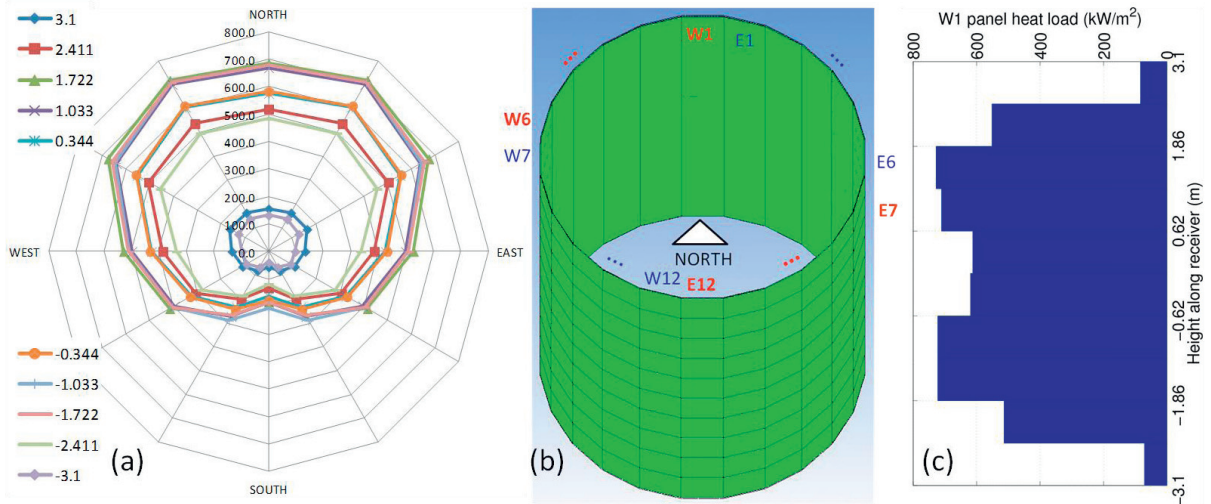 NORTH
3.1
2.411
1.722
1.033
0.344
800.0
700.0
600.0
500.0
400.0
300.0
200.0
100.0
0.0
WEST
EAST
-0.344
-1.033
-1.722
-2.411
-3.1
(a)
SOUTH
W1
E1
W6
W7
E6
E7
NORTH
W12
E12
(b)
W1 panel heat load (kW/m²)
800
600
400
200
0
3.1
1.86
0.62
−0.62
−1.86
−3.1
Height along receiver (m)
(c)